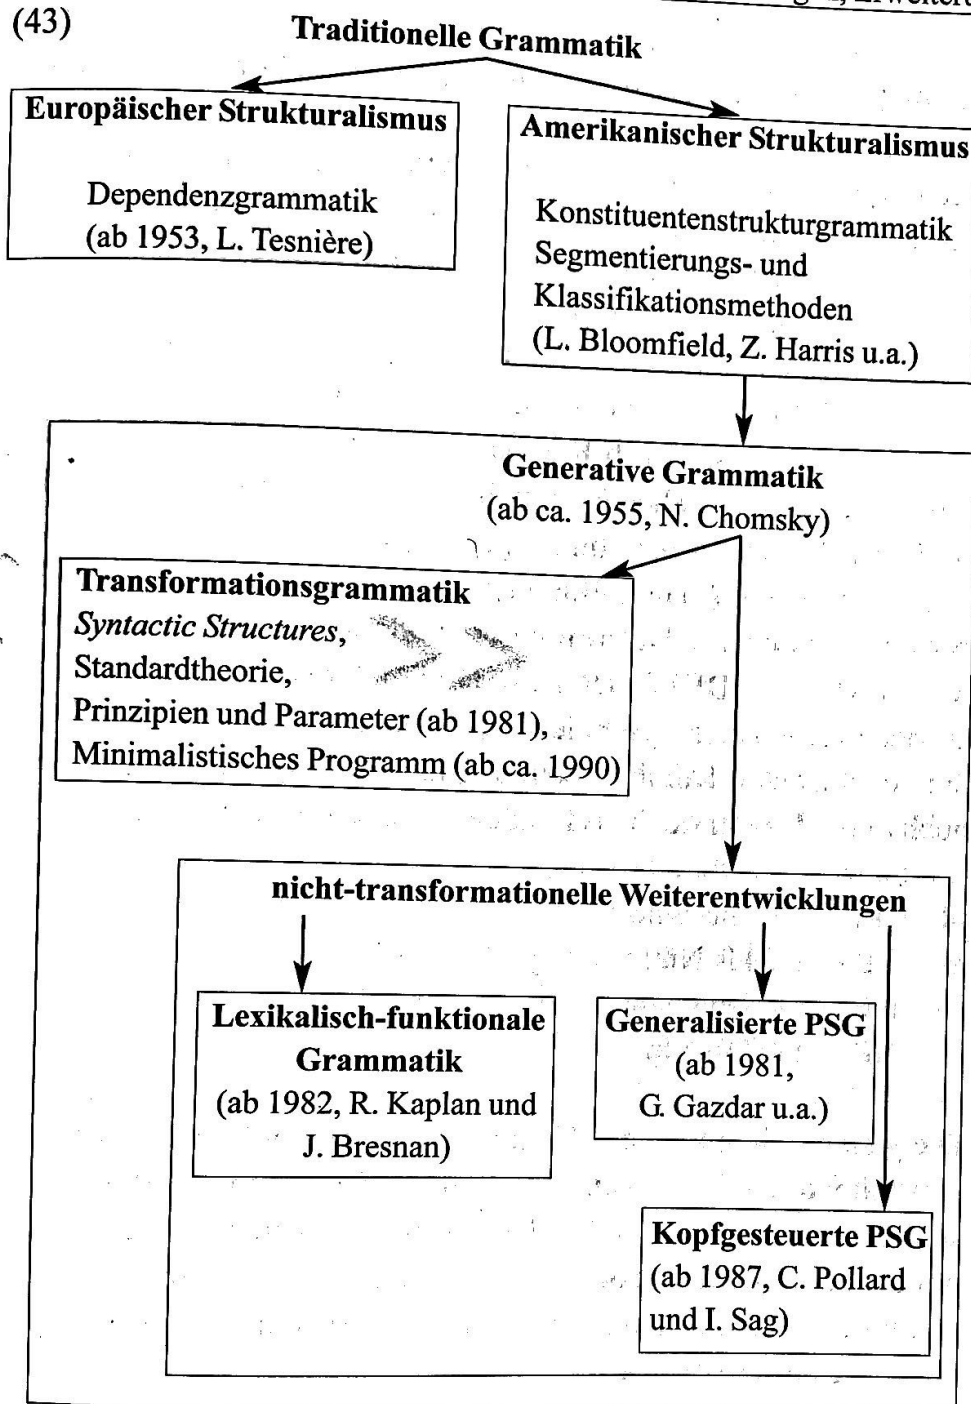 (43)
Traditionelle Grammatik
Europäischer Strukturalismus
Dependenzgrammatik
(ab 1953, L. Tesnière)
Amerikanischer Strukturalismus
Konstituentenstrukturgrammatik
Segmentierungs- und
Klassifikationsmethoden
(L. Bloomfield, Z. Harris u.a.)
Generative Grammatik
(ab ca. 1955, N. Chomsky)
Transformationsgrammatik
Syntactic Structures,
Standardtheorie,
Prinzipien und Parameter (ab 1981),
Minimalistisches Programm (ab ca. 1990)
nicht-transformationelle Weiterentwicklungen
Lexikalisch-funktionale
Grammatik
(ab 1982, R. Kaplan und
J. Bresnan)
Generalisierte PSG
(ab 1981,
G. Gazdar u.a.)
Kopfgesteuerte PSG
(ab 1987, C. Pollard
und I. Sag)